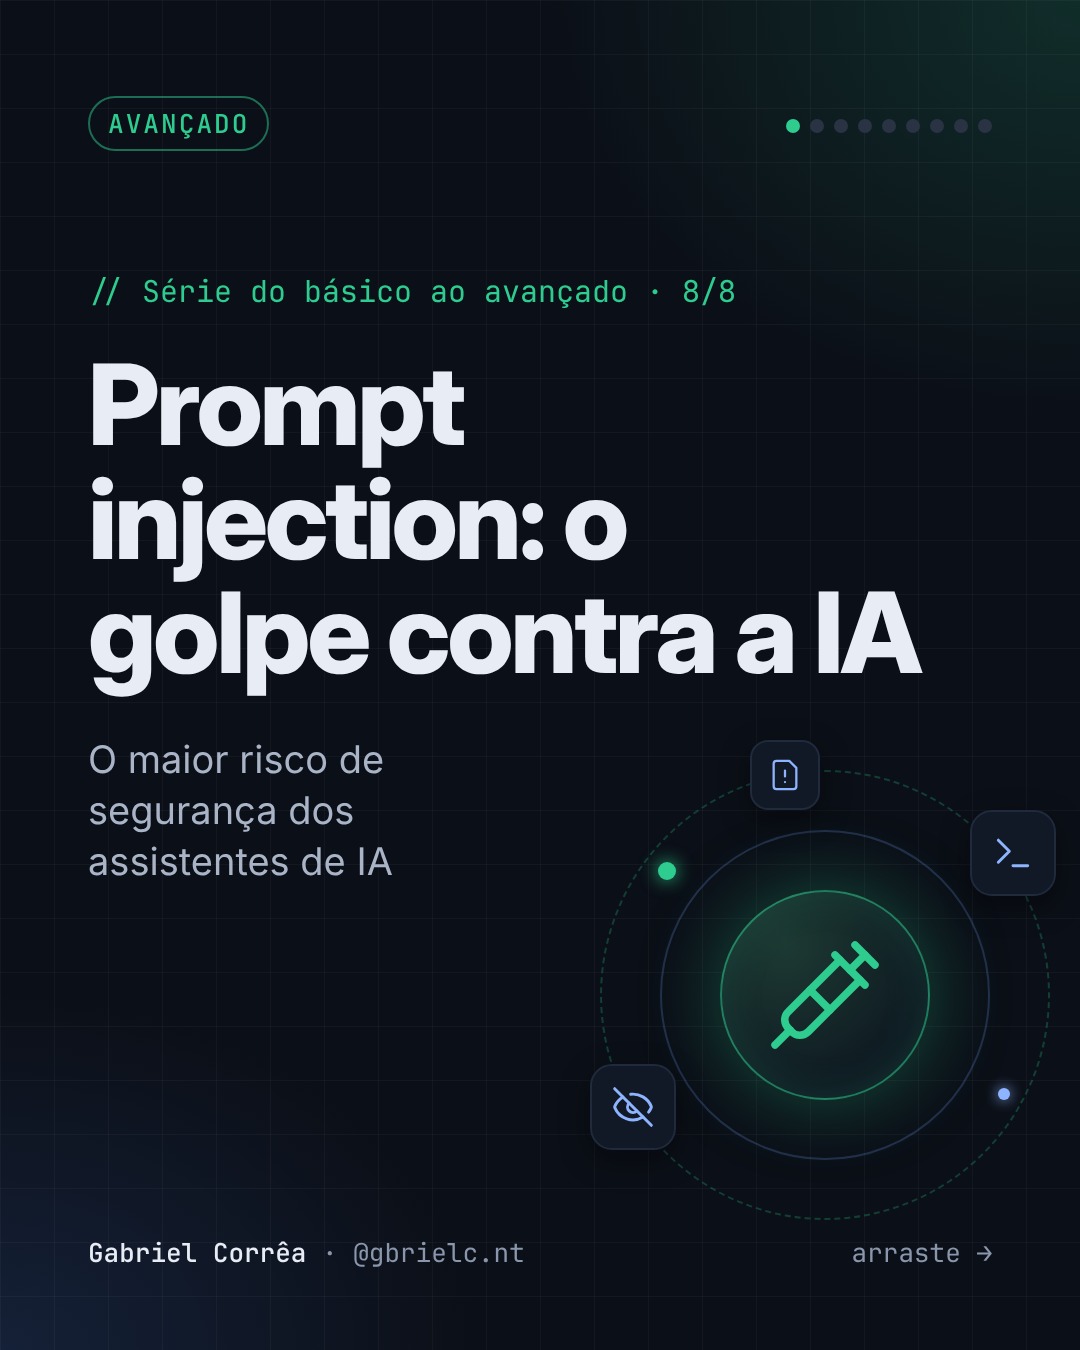 AVANÇADO
// Série do básico ao avançado · 8/8
Prompt
injection: o
golpe contra a IA
O maior risco de
segurança dos
assistentes de IA
Gabriel Corrêa · @gbrielc.nt
arraste →